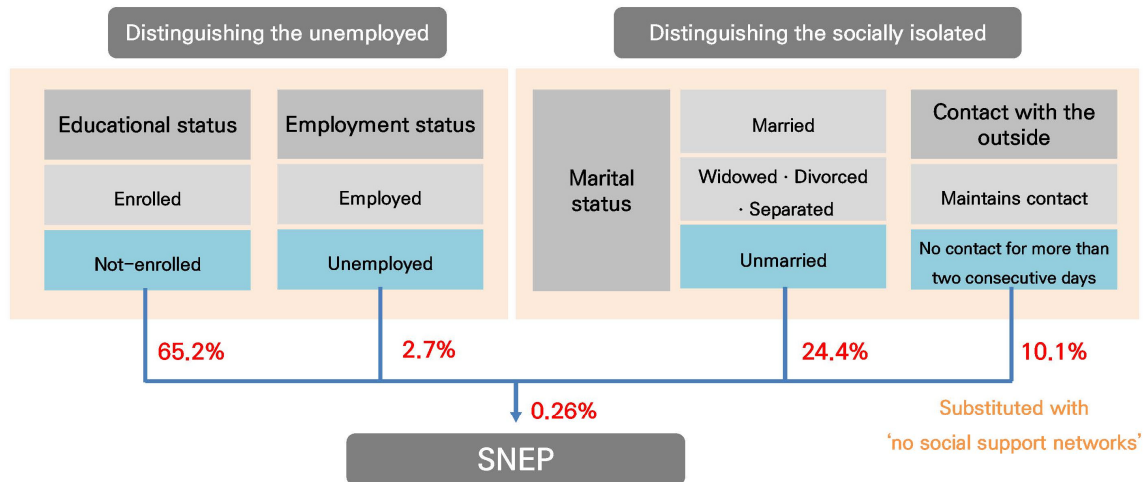 Distinguishing the unemployed
Distinguishing the socially isolated
Educational status
Enrolled
Not-enrolled
Employment status
Employed
Unemployed
Marital
status
Married
Widowed · Divorced
· Separated
Unmarried
Contact with the
outside
Maintains contact
No contact for more than
two consecutive days
65.2%
2.7%
24.4%
10.1%
0.26%
Substituted with
‘no social support networks’
SNEP